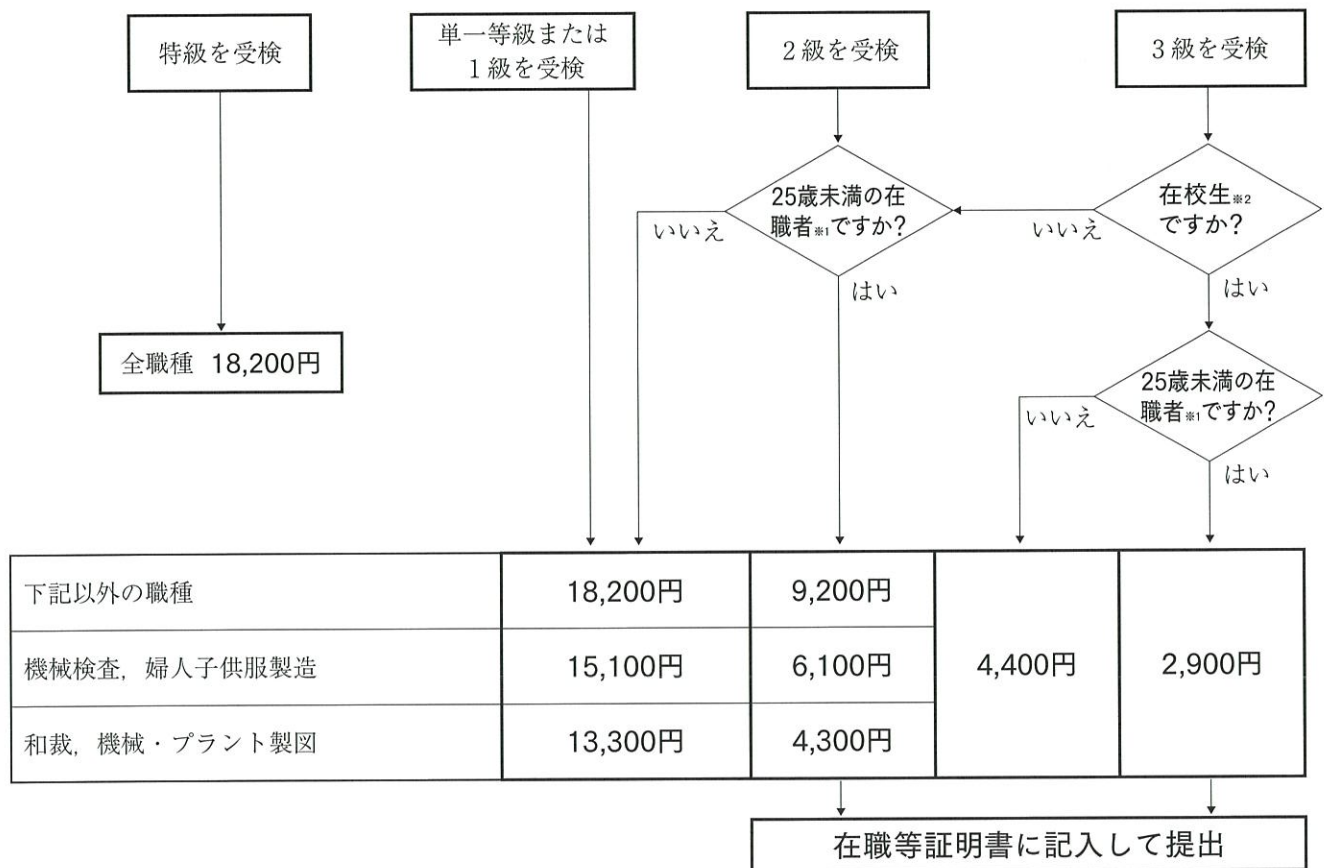 特級を受検
単一等級または
1級を受検
2級を受検
3級を受検
25歳未満の在
職者※1ですか?
在校生※2
ですか?
いいえ
いいえ
はい
はい
全職種 18,200円
25歳未満の在
職者※1ですか?
いいえ
はい
下記以外の職種 18,200円 9,200円
機械検査,婦人子供服製造 15,100円 6,100円 4,400円 2,900円
和裁,機械・プラント製図 13,300円 4,300円
在職等証明書に記入して提出